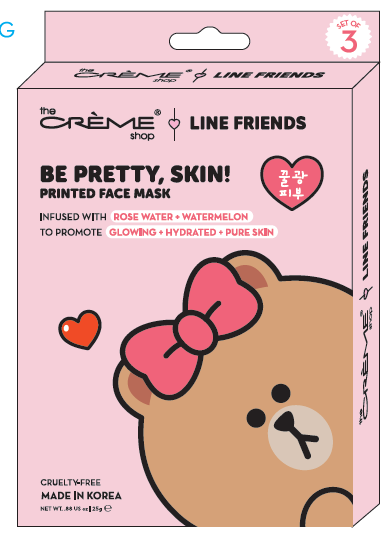 G
SET OF
3
the CRÈME shop LINE FRIENDS
the
CRÈME®
shop
LINE FRIENDS
BE PRETTY, SKIN!
PRINTED FACE MASK
꿀광
피부
INFUSED WITH ROSE WATER + WATERMELON
TO PROMOTE GLOWING + HYDRATED + PURE SKIN
the CRÈME shop LINE FRIENDS
CRUELTY-FREE
MADE IN KOREA
NET WT. .88 US oz | 25g e